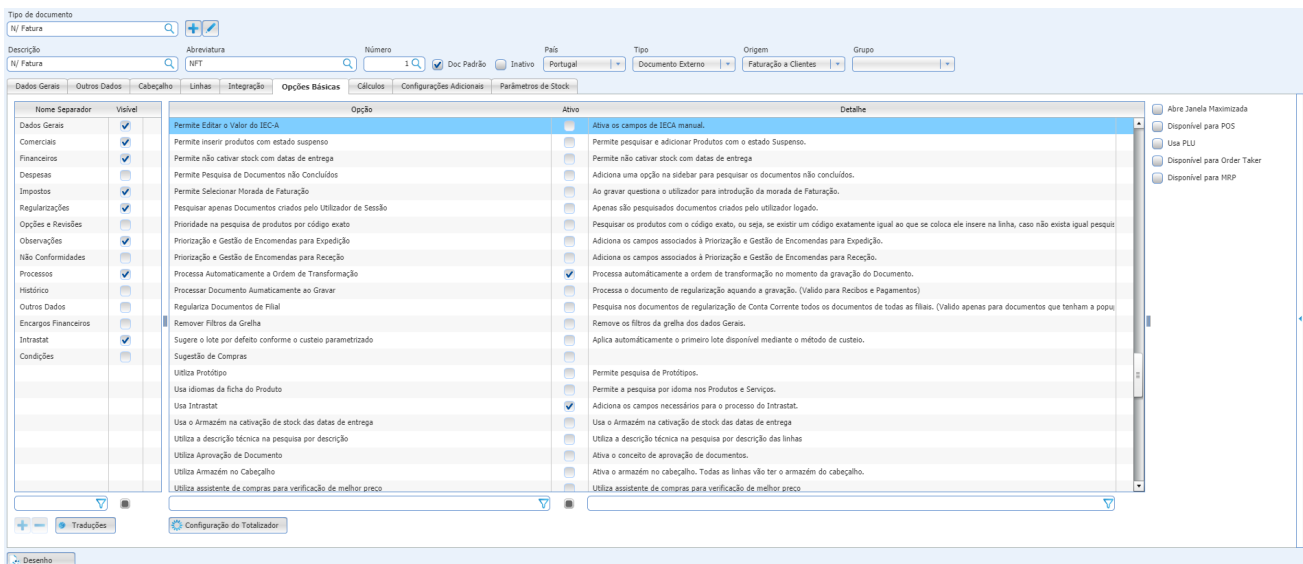 Tipo de documento
N/ Fatura
Descrição Abreviatura Número País Tipo Origem Grupo
N/ Fatura NFT 1 Doc Padrão Inativo Portugal Documento Externo Faturação a Clientes
Dados Gerais Outros Dados Cabeçalho Linhas Integração Opções Básicas Cálculos Configurações Adicionais Parâmetros de Stock
Nome Separador Visível Opção Ativo Detalhe Abre Janela Maximizada
Dados Gerais Permite Editar o Valor do IEC-A Ativa os campos de IECA manual. Disponível para POS
Comerciais Permite inserir produtos com estado suspenso Permite pesquisar e adicionar Produtos com o estado Suspenso. Usa PLU
Financeiros Permite não cativar stock com datas de entrega Permite não cativar stock com datas de entrega Disponível para Order Taker
Despesas Permite Pesquisa de Documentos não Concluídos Adiciona uma opção na sidebar para pesquisar os documentos não concluídos. Disponível para MRP
Impostos Permite Selecionar Morada de Faturação Ao gravar questiona o utilizador para introdução da morada de Faturação.
Regularizações Pesquisar apenas Documentos criados pelo Utilizador de Sessão Apenas são pesquisados documentos criados pelo utilizador logado.
Opções e Revisões Prioridade na pesquisa de produtos por código exato Pesquisar os produtos com o código exato, ou seja, se existir um código exatamente igual ao que se coloca ele insere na linha, caso não exista igual pesquis
Observações Priorização e Gestão de Encomendas para Expedição Adiciona os campos associados à Priorização e Gestão de Encomendas para Expedição.
Não Conformidades Priorização e Gestão de Encomendas para Receção Adiciona os campos associados à Priorização e Gestão de Encomendas para Receção.
Processos Processa Automaticamente a Ordem de Transformação Processa automáticamente a ordem de transformação no momento da gravação do Documento.
Histórico Processar Documento Aumaticamente ao Gravar Processa o documento de regularização aquando a gravação. (Valido para Recibos e Pagamentos)
Outros Dados Regulariza Documentos de Filial Pesquisa nos documentos de regularização de Conta Corrente todos os documentos de todas as filiais. (Valido apenas para documentos que tenham a popup
Encargos Financeiros Remover Filtros da Grelha Remove os filtros da grelha dos dados Gerais.
Intrastat Sugere o lote por defeito conforme o custeio parametrizado Aplica automáticamente o primeiro lote disponível mediante o método de custeio.
Condições Sugestão de Compras
Uitliza Protótipo Permite pesquisa de Protótipos.
Usa idiomas da ficha do Produto Permite a pesquisa por idoma nos Produtos e Serviços.
Usa Intrastat Adiciona os campos necessários para o processo do Intrastat.
Usa o Armazém na cativação de stock das datas de entrega Usa o Armazém na cativação de stock das datas de entrega
Utiliza a descrição técnica na pesquisa por descrição Utiliza a descrição técnica na pesquisa por descrição das linhas
Utiliza Aprovação de Documento Ativa o conceito de aprovação de documentos.
Utiliza Armazém no Cabeçalho Ativa o armazém no cabeçalho. Todas as linhas vão ter o armazém do cabeçalho.
Utiliza assistente de compras para verificação de melhor preço Utiliza assistente de compras para verificação de melhor preço
Traduções Configuração do Totalizador
Desenho